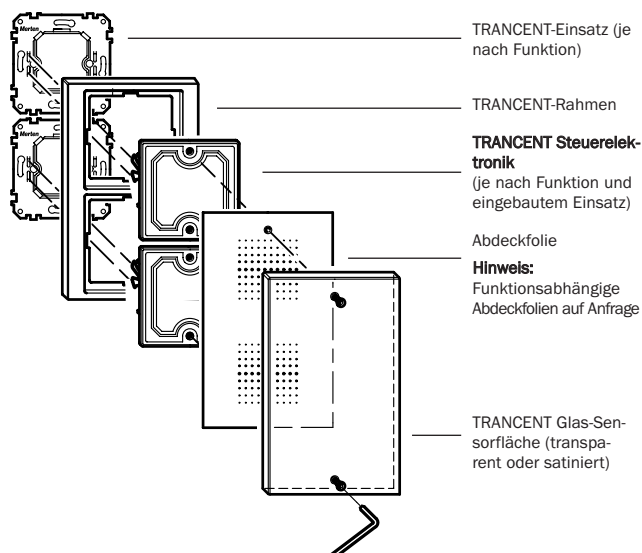 Merten
Merten
TRANCENT-Einsatz (je
nach Funktion)
TRANCENT-Rahmen
TRANCENT Steuerelek-
tronik
(je nach Funktion und
eingebautem Einsatz)
Abdeckfolie
Hinweis:
Funktionsabhängige
Abdeckfolien auf Anfrage
TRANCENT Glas-Sen-
sorfläche (transpa-
rent oder satiniert)